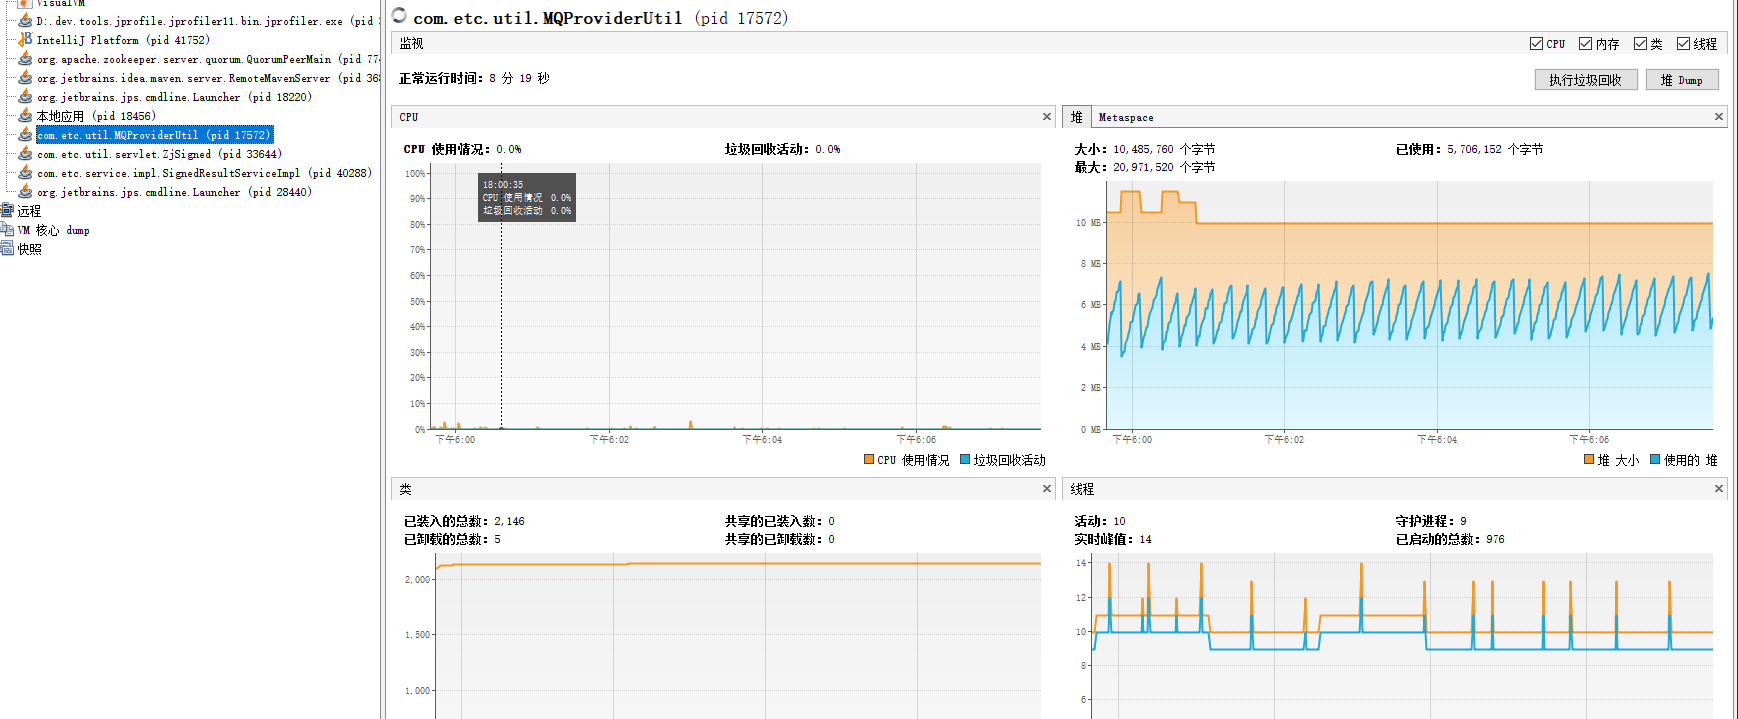 VisualVM
D:.dev.tools.jprofile.jprofiler11.bin.jprofiler.exe (pid
IntelliJ Platform (pid 41752)
org.apache.zookeeper.server.quorum.QuorumPeerMain (pid 774
org.jetbrains.idea.maven.server.RemoteMavenServer (pid 368
org.jetbrains.jps.cmdline.Launcher (pid 18220)
本地应用 (pid 18456)
com.etc.util.MQProviderUtil (pid 17572)
com.etc.util.servlet.ZjSigned (pid 33644)
com.etc.service.impl.SignedResultServiceImpl (pid 40288)
org.jetbrains.jps.cmdline.Launcher (pid 28440)
远程
VM 核心 dump
快照
com.etc.util.MQProviderUtil (pid 17572)
监视
CPU 内存 类 线程
正常运行时间: 8 分 19 秒
执行垃圾回收 堆 Dump
CPU
CPU 使用情况: 0.0% 垃圾回收活动: 0.0%
100%
90%
80%
70%
60%
50%
40%
30%
20%
10%
0%
18:00:35
CPU 使用情况 0.0%
垃圾回收活动 0.0%
下午6:00 下午6:02 下午6:04 下午6:06
CPU 使用情况 垃圾回收活动
堆 Metaspace
大小: 10,485,760 个字节 已使用: 5,706,152 个字节
最大: 20,971,520 个字节
10 MB
8 MB
6 MB
4 MB
2 MB
0 MB
下午6:00 下午6:02 下午6:04 下午6:06
堆 大小 使用的 堆
类
已装入的总数: 2,146 共享的已装入数: 0
已卸载的总数: 5 共享的已卸载数: 0
2,000
1,500
1,000
线程
活动: 10 守护进程: 9
实时峰值: 14 已启动的总数: 976
14
12
10
8
6